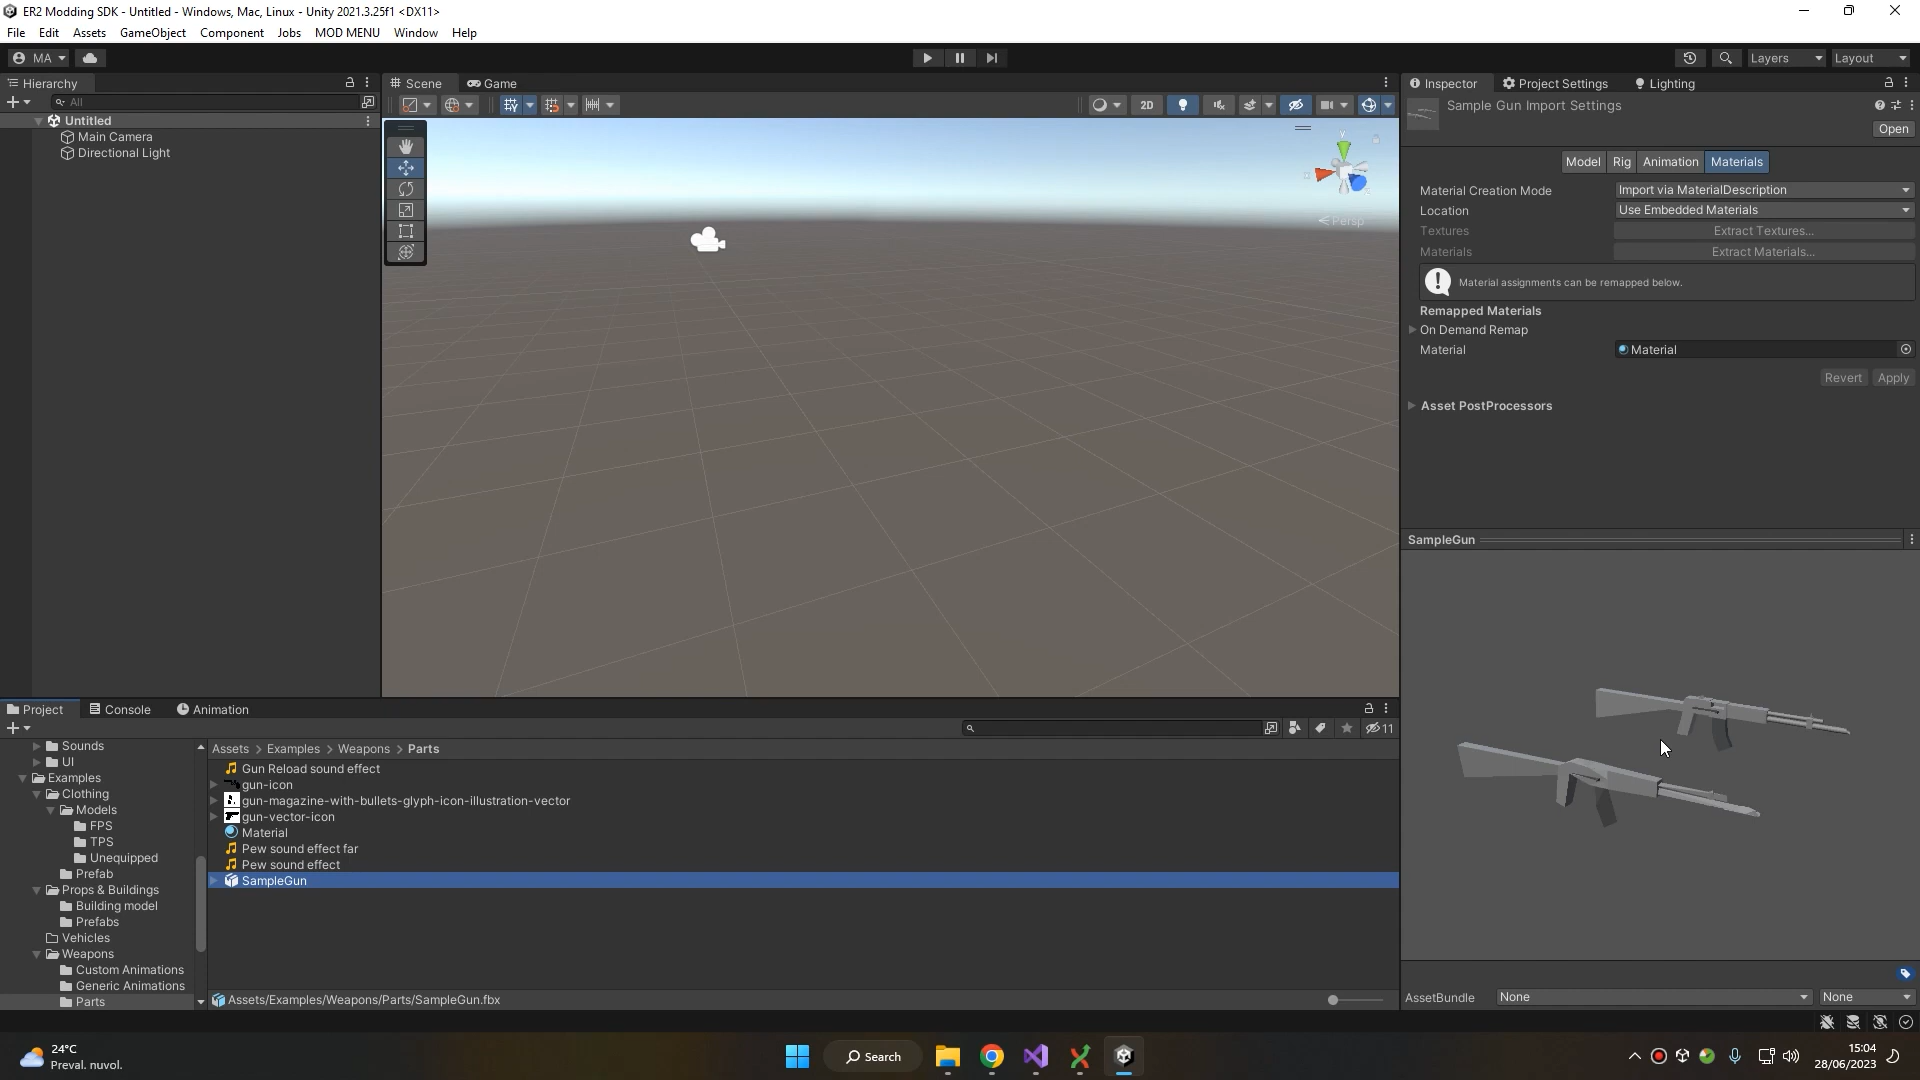 ER2 Modding SDK - Untitled - Windows, Mac, Linux - Unity 2021.3.25f1 <DX11>
File Edit Assets GameObject Component Jobs MOD MENU Window Help
MA
Layers Layout
Hierarchy
Scene Game
Inspector Project Settings Lighting
All
2D
Sample Gun Import Settings
Open
Untitled
Main Camera
Directional Light
y
Persp
Model Rig Animation Materials
Material Creation Mode Import via MaterialDescription
Location Use Embedded Materials
Textures Extract Textures...
Materials Extract Materials...
Material assignments can be remapped below.
Remapped Materials
On Demand Remap
Material Material
Revert Apply
Asset PostProcessors
SampleGun
Project Console Animation
11
Sounds
UI
Examples
Clothing
Models
FPS
TPS
Unequipped
Prefab
Props & Buildings
Building model
Prefabs
Vehicles
Weapons
Custom Animations
Generic Animations
Parts
Assets > Examples > Weapons > Parts
Gun Reload sound effect
gun-icon
gun-magazine-with-bullets-glyph-icon-illustration-vector
gun-vector-icon
Material
Pew sound effect far
Pew sound effect
SampleGun
Assets/Examples/Weapons/Parts/SampleGun.fbx
AssetBundle None None
24°C
Preval. nuvol.
Search
15:04
28/06/2023